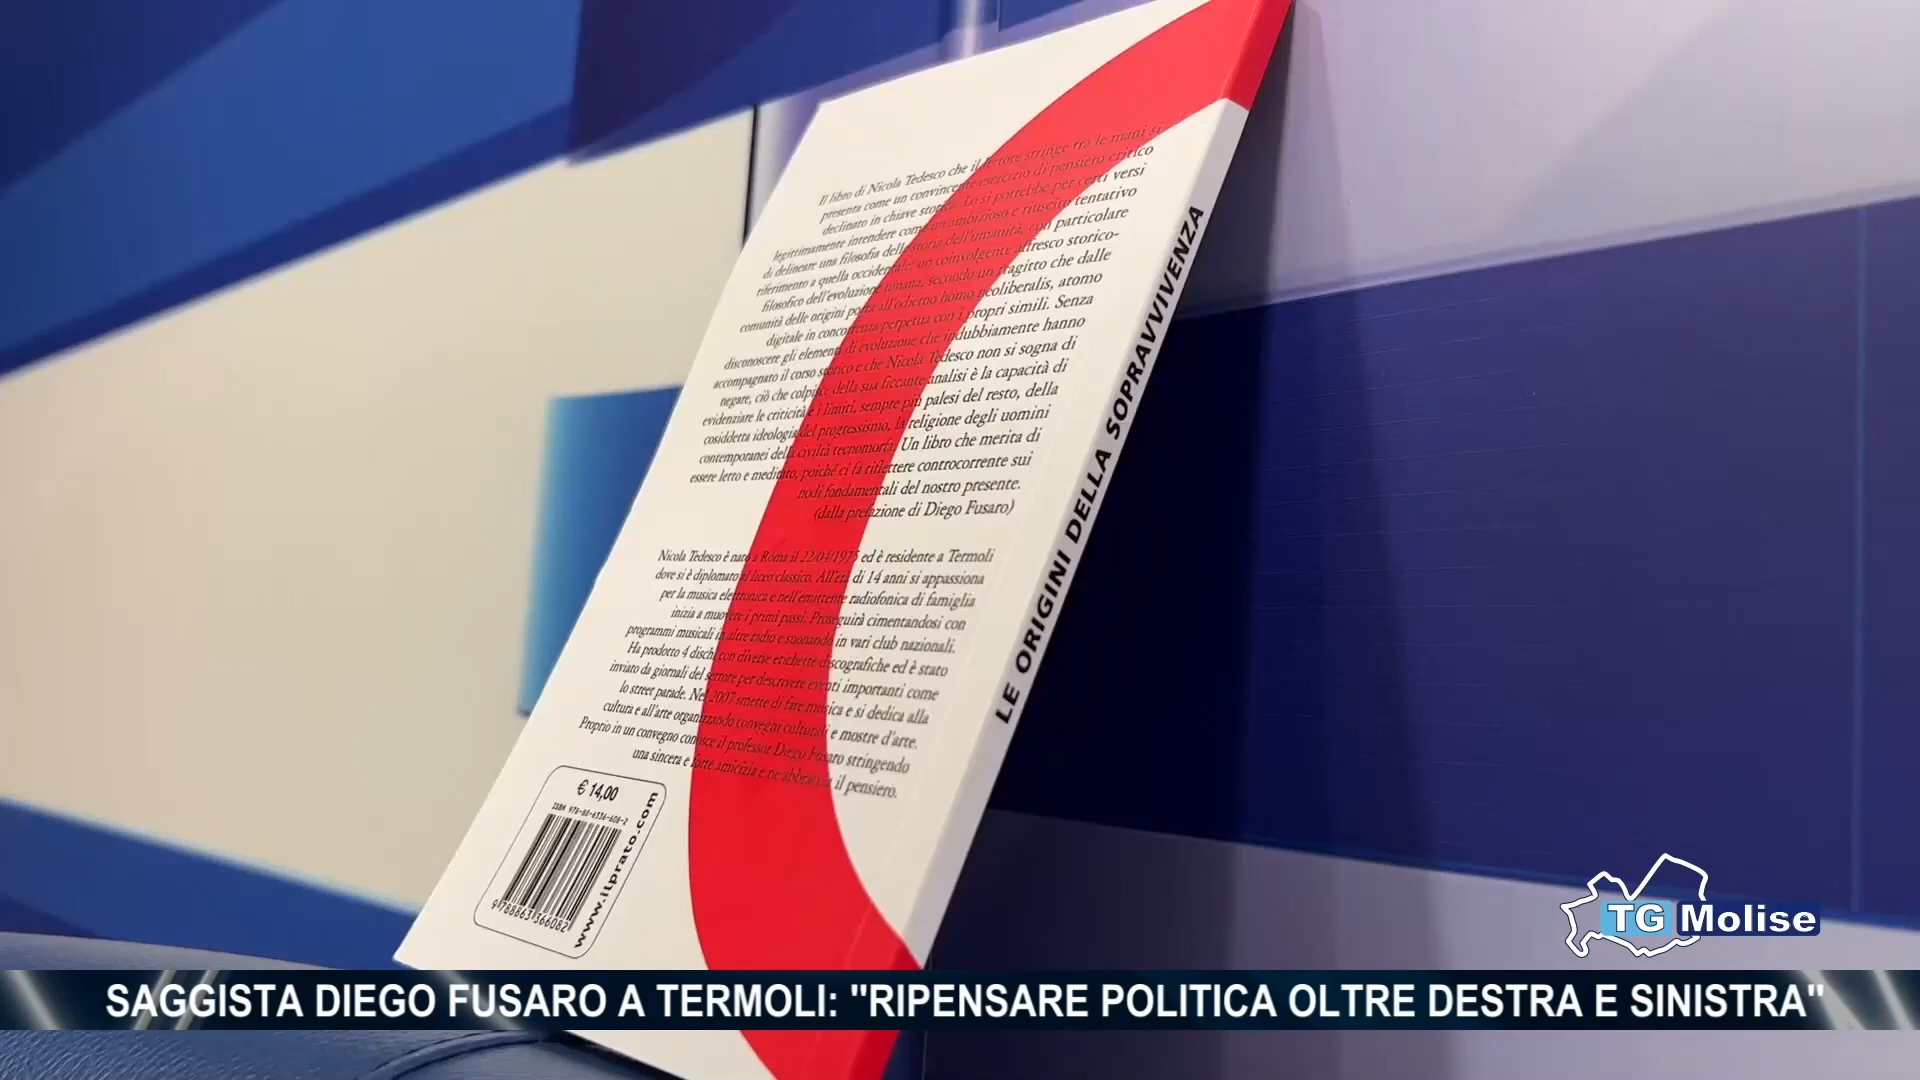 Il libro di Nicola Tedesco che il lettore stringe tra le mani si
presenta come un convincente esercizio di pensiero critico
declinato in chiave storica. Lo si potrebbe per certi versi
legittimamente intendere come un ambizioso e riuscito tentativo
di delineare una filosofia della storia dell'umanità, con particolare
riferimento a quella occidentale: un coinvolgente affresco storico-
filosofico dell'evoluzione umana, secondo un tragitto che dalle
comunità delle origini porta all'odierno homo neoliberalis, atomo
digitale in concorrenza perpetua con i propri simili. Senza
disconoscere gli elementi di evoluzione che indubbiamente hanno
accompagnato il corso storico e che Nicola Tedesco non si sogna di
negare, ciò che colpisce della sua ficcante analisi è la capacità di
evidenziare le criticità e i limiti, sempre più palesi del resto, della
cosiddetta ideologia del progressismo, la religione degli uomini
contemporanei della civiltà tecnomorfa. Un libro che merita di
essere letto e meditato, poiché ci fa riflettere controcorrente sui
nodi fondamentali del nostro presente.
(dalla prefazione di Diego Fusaro)
Nicola Tedesco è nato a Roma il 22/04/1975 ed è residente a Termoli
dove si è diplomato al liceo classico. All'età di 14 anni si appassiona
per la musica elettronica e nell'emittente radiofonica di famiglia
inizia a muovere i primi passi. Proseguirà cimentandosi con
programmi musicali in altre radio e suonando in vari club nazionali.
Ha prodotto 4 dischi con diverse etichette discografiche ed è stato
inviato da giornali del settore per descrivere eventi importanti come
lo street parade. Nel 2007 smette di fare musica e si dedica alla
cultura e all'arte organizzando convegni culturali e mostre d'arte.
Proprio in un convegno conosce il professor Diego Fusaro stringendo
una sincera e forte amicizia e ne abbraccia il pensiero.
€ 14,00
ISBN 978-88-6336-608-2
9 788863 366082
www.ilprato.com
LE ORIGINI DELLA SOPRAVVIVENZA
TG Molise
SAGGISTA DIEGO FUSARO A TERMOLI: "RIPENSARE POLITICA OLTRE DESTRA E SINISTRA"